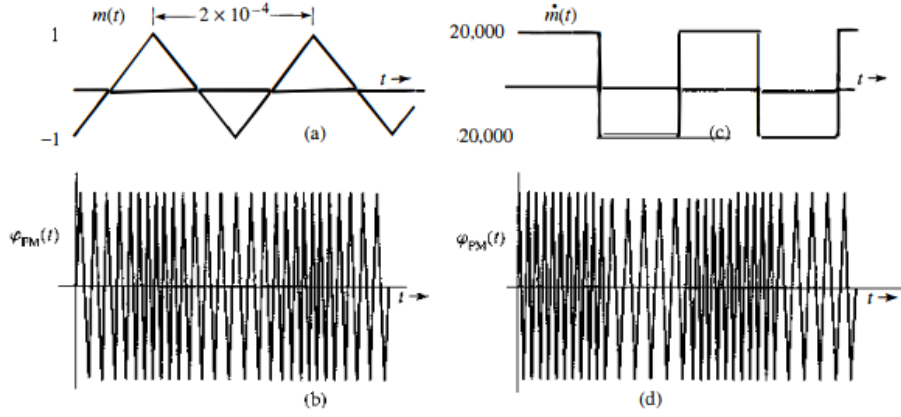 m(t)
2 × 10⁻⁴
1
t →
−1
(a)
ṁ(t)
20,000
t →
-20,000
(c)
φFM(t)
t →
(b)
φPM(t)
t →
(d)